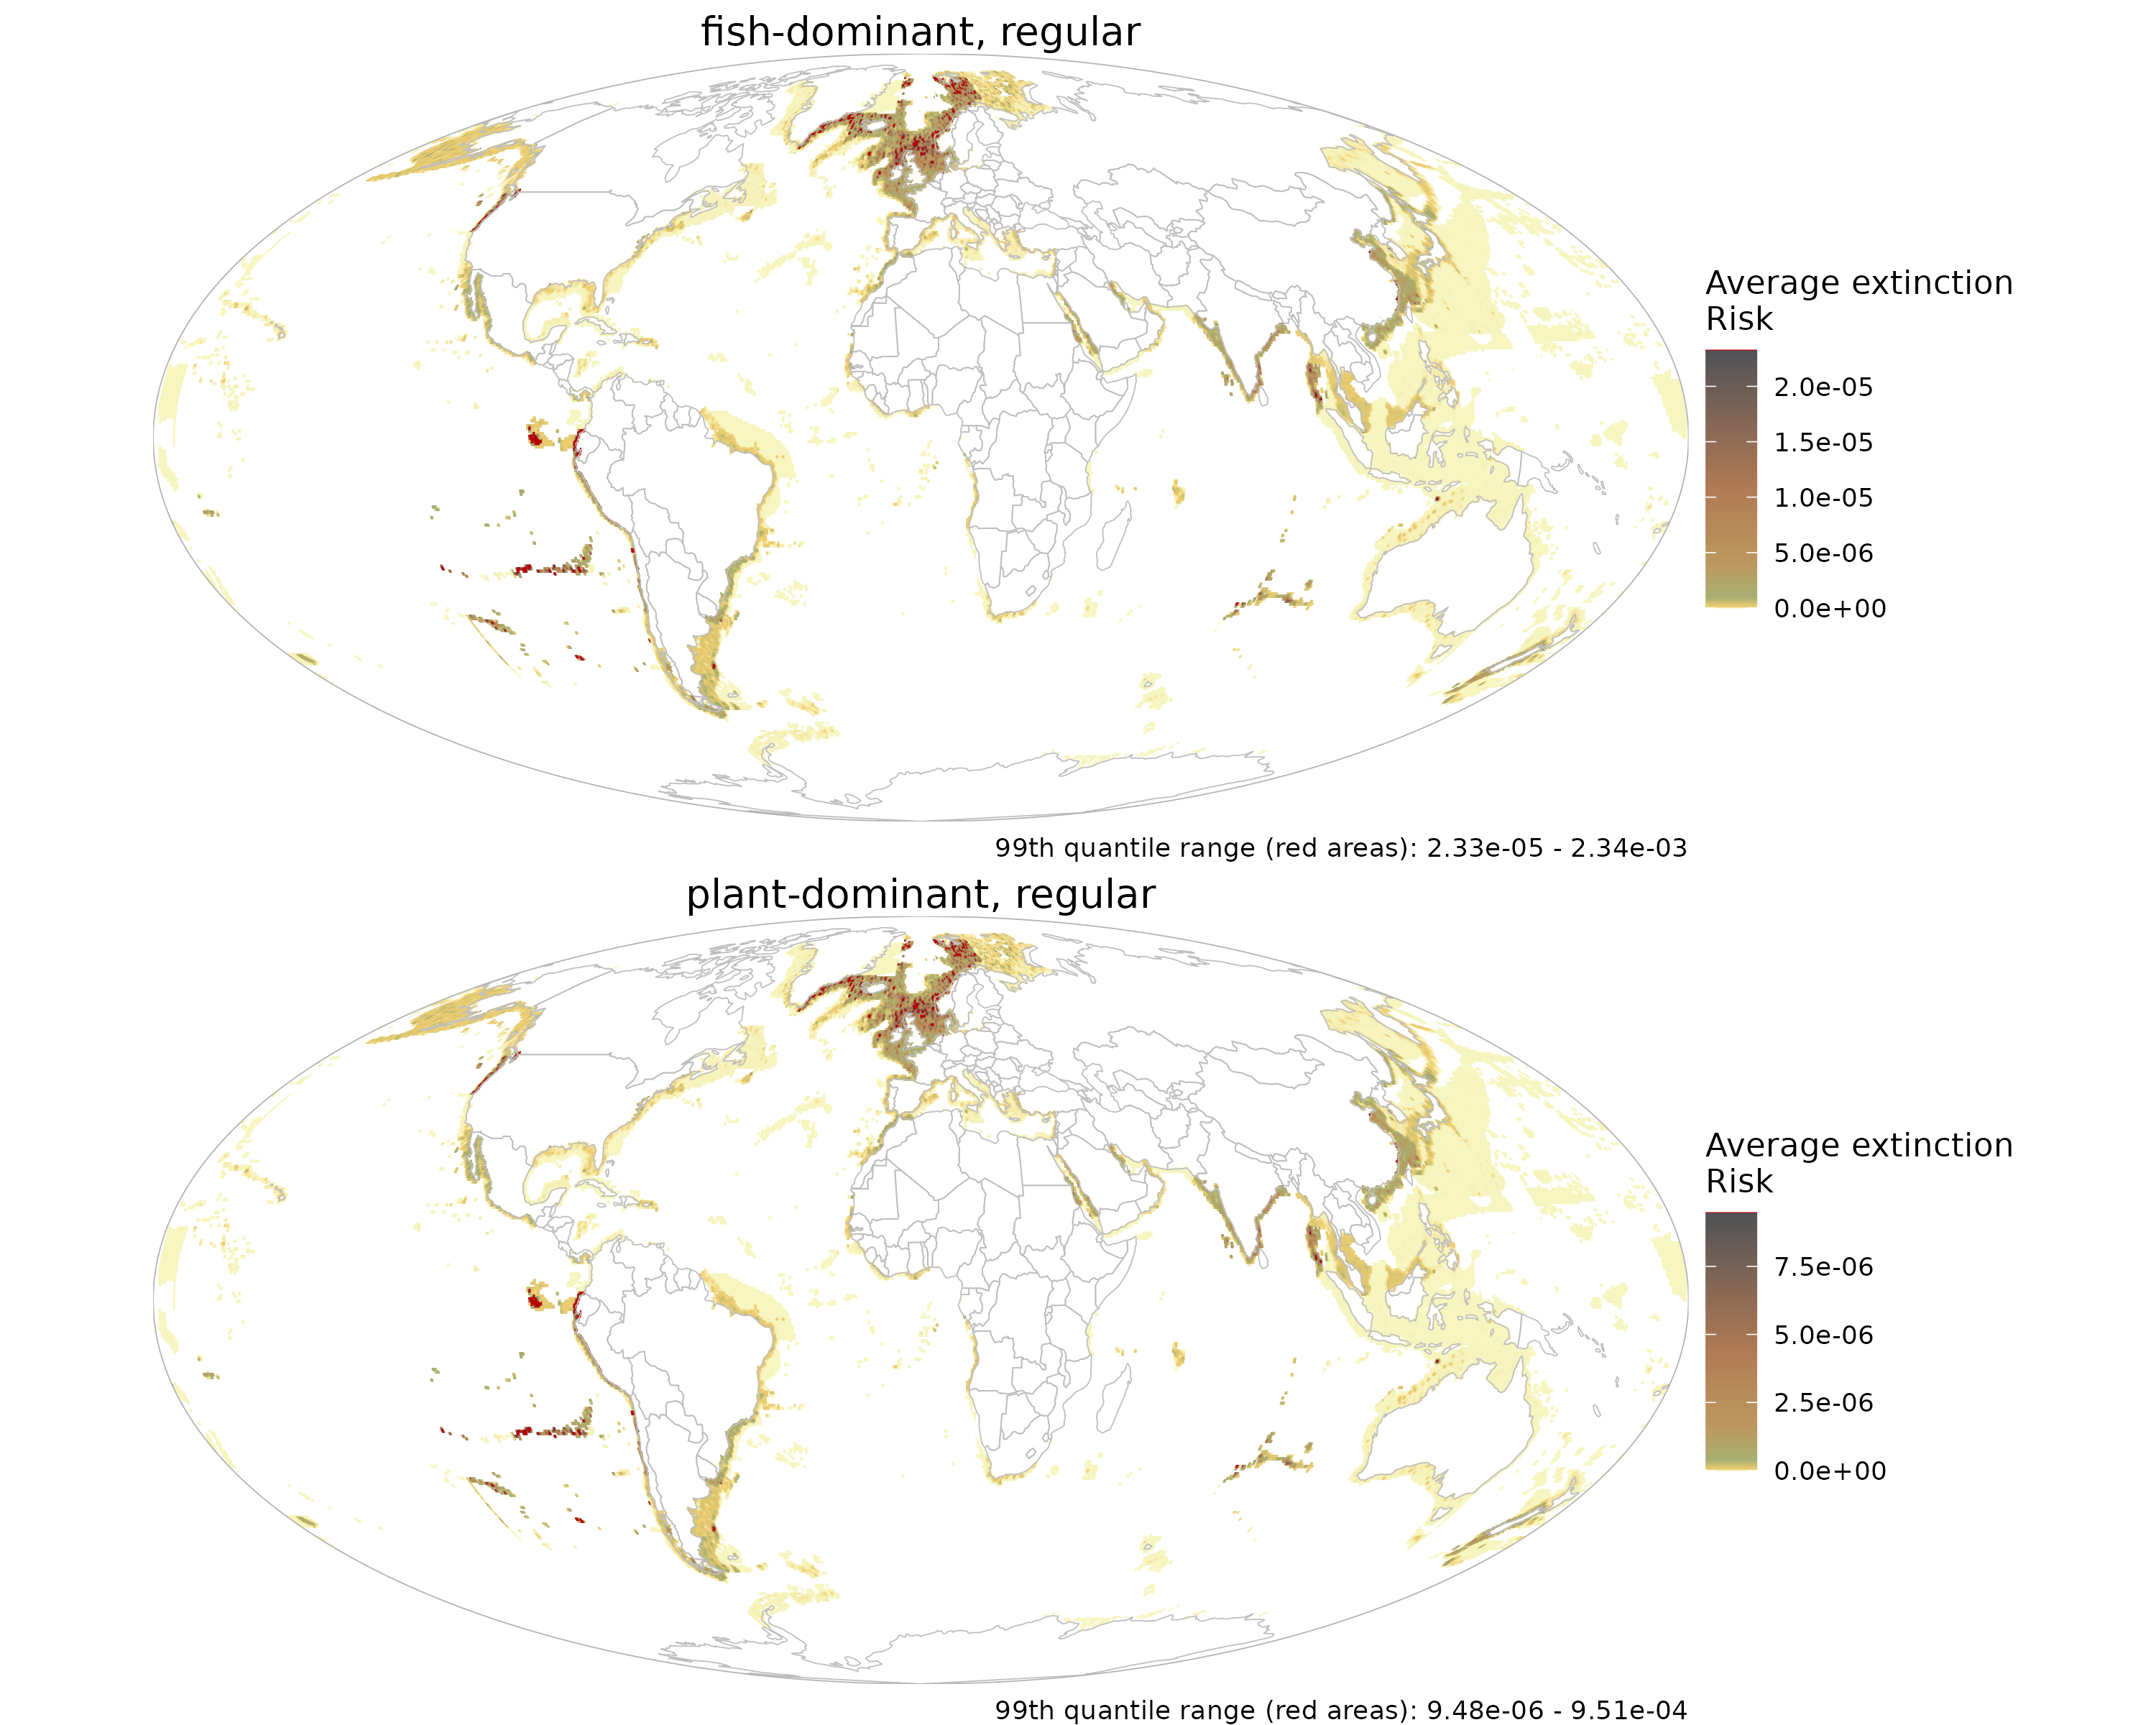 fish-dominant, regular
Average extinction
Risk
2.0e-05
1.5e-05
1.0e-05
5.0e-06
0.0e+00
99th quantile range (red areas): 2.33e-05 - 2.34e-03
plant-dominant, regular
Average extinction
Risk
7.5e-06
5.0e-06
2.5e-06
0.0e+00
99th quantile range (red areas): 9.48e-06 - 9.51e-04